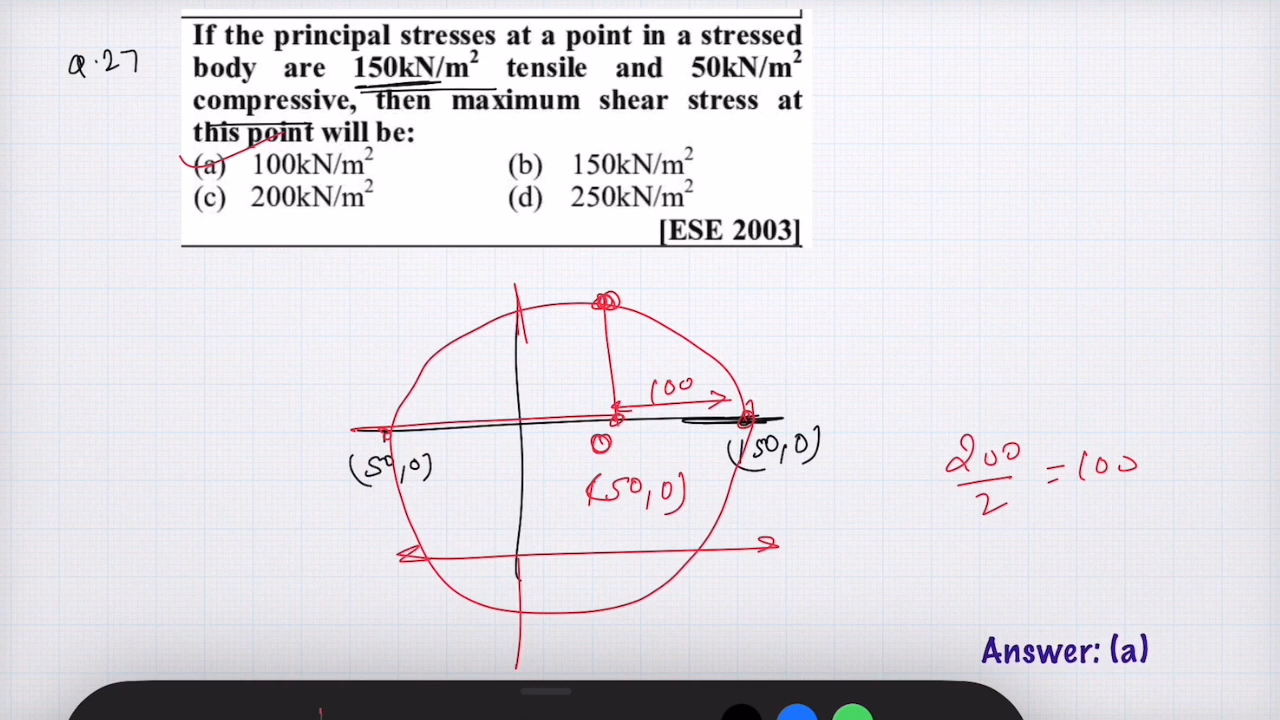 Q.27
If the principal stresses at a point in a stressed
body are 150kN/m² tensile and 50kN/m²
compressive, then maximum shear stress at
this point will be:
(a) 100kN/m² (b) 150kN/m²
(c) 200kN/m² (d) 250kN/m²
[ESE 2003]
100
(50,0) (150,0)
(50,0)
200/2 = 100
Answer: (a)